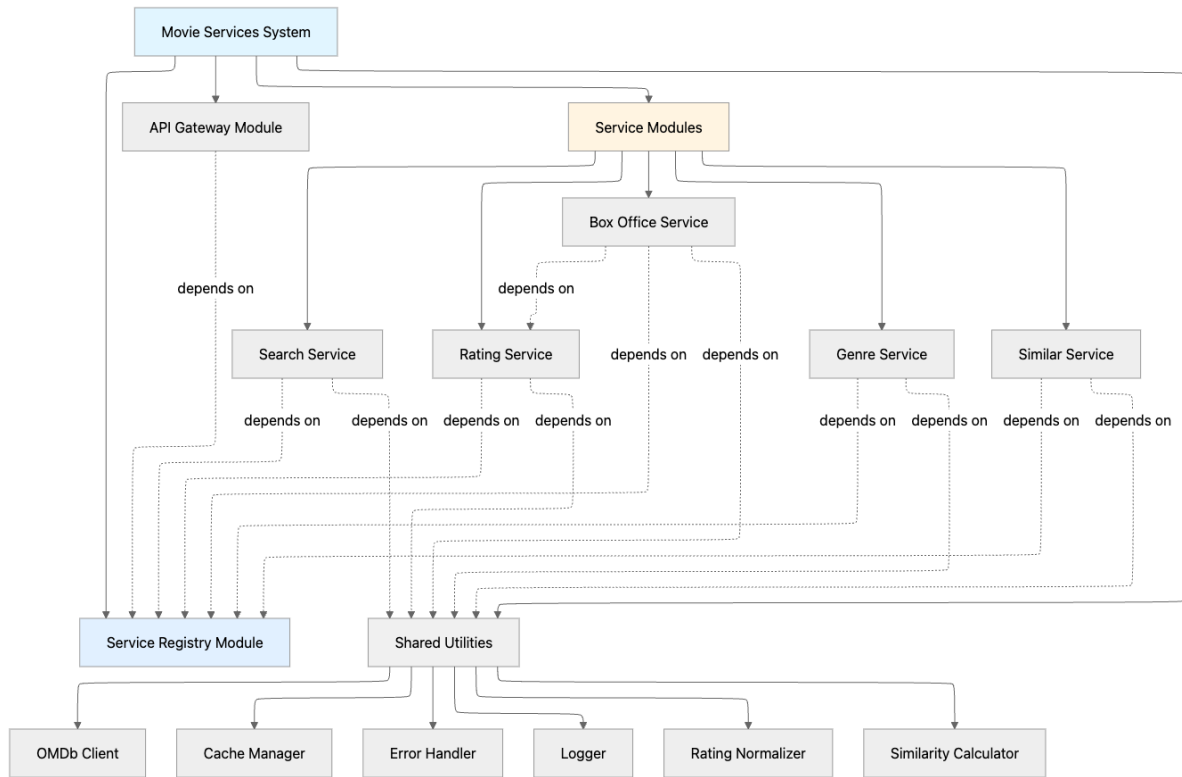 Movie Services System
API Gateway Module
Service Modules
Box Office Service
depends on
depends on
Search Service
Rating Service
depends on
depends on
Genre Service
Similar Service
depends on
depends on
depends on
depends on
depends on
depends on
depends on
depends on
Service Registry Module
Shared Utilities
OMDb Client
Cache Manager
Error Handler
Logger
Rating Normalizer
Similarity Calculator